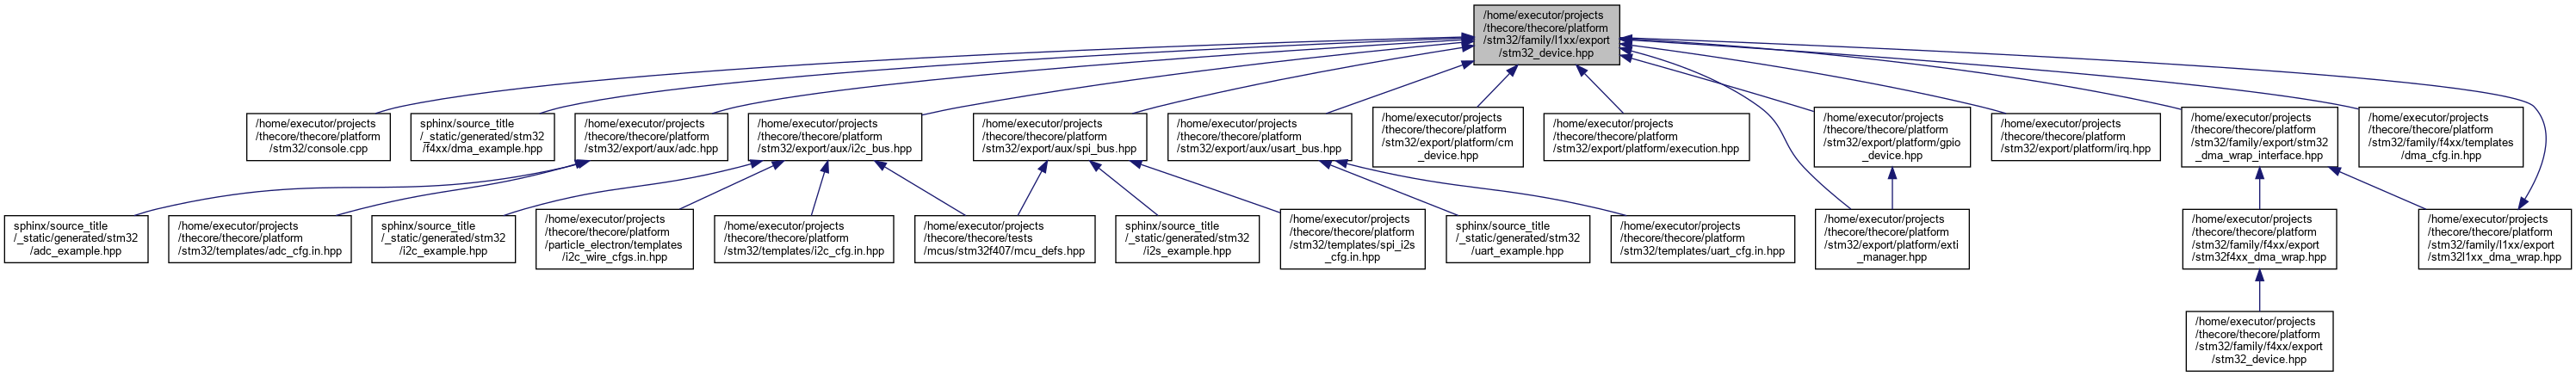 /home/executor/projects
/thecore/thecore/platform
/stm32/family/l1xx/export
/stm32_device.hpp
/home/executor/projects
/thecore/thecore/platform
/stm32/console.cpp
sphinx/source_title
/_static/generated/stm32
/f4xx/dma_example.hpp
/home/executor/projects
/thecore/thecore/platform
/stm32/export/aux/adc.hpp
/home/executor/projects
/thecore/thecore/platform
/stm32/export/aux/i2c_bus.hpp
/home/executor/projects
/thecore/thecore/platform
/stm32/export/aux/spi_bus.hpp
/home/executor/projects
/thecore/thecore/platform
/stm32/export/aux/usart_bus.hpp
/home/executor/projects
/thecore/thecore/platform
/stm32/export/platform/cm
_device.hpp
/home/executor/projects
/thecore/thecore/platform
/stm32/export/platform/execution.hpp
/home/executor/projects
/thecore/thecore/platform
/stm32/export/platform/gpio
_device.hpp
/home/executor/projects
/thecore/thecore/platform
/stm32/export/platform/irq.hpp
/home/executor/projects
/thecore/thecore/platform
/stm32/family/export/stm32
_dma_wrap_interface.hpp
/home/executor/projects
/thecore/thecore/platform
/stm32/family/f4xx/templates
/dma_cfg.in.hpp
sphinx/source_title
/_static/generated/stm32
/adc_example.hpp
/home/executor/projects
/thecore/thecore/platform
/stm32/templates/adc_cfg.in.hpp
sphinx/source_title
/_static/generated/stm32
/i2c_example.hpp
/home/executor/projects
/thecore/thecore/platform
/particle_electron/templates
/i2c_wire_cfgs.in.hpp
/home/executor/projects
/thecore/thecore/platform
/stm32/templates/i2c_cfg.in.hpp
/home/executor/projects
/thecore/thecore/tests
/mcus/stm32f407/mcu_defs.hpp
sphinx/source_title
/_static/generated/stm32
/i2s_example.hpp
/home/executor/projects
/thecore/thecore/platform
/stm32/templates/spi_i2s
_cfg.in.hpp
sphinx/source_title
/_static/generated/stm32
/uart_example.hpp
/home/executor/projects
/thecore/thecore/platform
/stm32/templates/uart_cfg.in.hpp
/home/executor/projects
/thecore/thecore/platform
/stm32/export/platform/exti
_manager.hpp
/home/executor/projects
/thecore/thecore/platform
/stm32/family/f4xx/export
/stm32f4xx_dma_wrap.hpp
/home/executor/projects
/thecore/thecore/platform
/stm32/family/l1xx/export
/stm32l1xx_dma_wrap.hpp
/home/executor/projects
/thecore/thecore/platform
/stm32/family/f4xx/export
/stm32_device.hpp